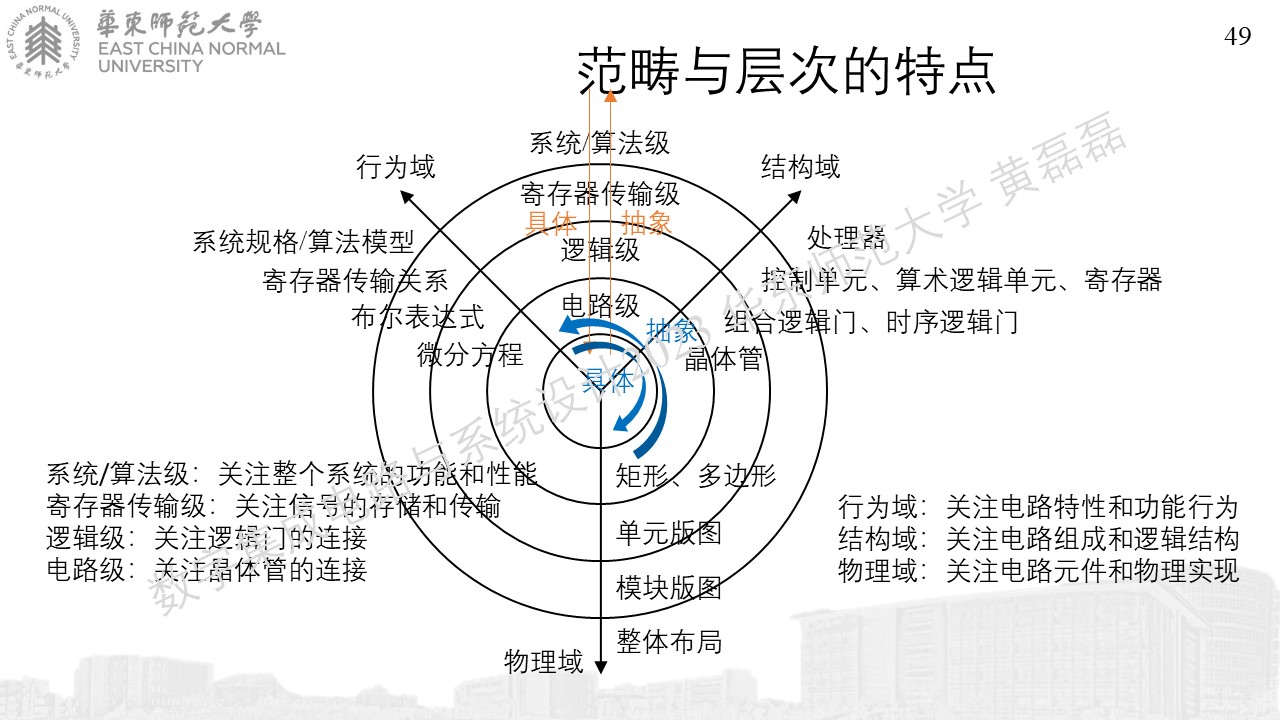 華東師範大學
EAST CHINA NORMAL
UNIVERSITY
EAST CHINA NORMAL UNIVERSITY
華東师范大学
49
范畴与层次的特点
系统/算法级
行为域
结构域
寄存器传输级
具体
抽象
系统规格/算法模型
逻辑级
处理器
寄存器传输关系
控制单元、算术逻辑单元、寄存器
电路级
布尔表达式
抽象
组合逻辑门、时序逻辑门
微分方程
晶体管
具体
系统/算法级：关注整个系统的功能和性能
寄存器传输级：关注信号的存储和传输
逻辑级：关注逻辑门的连接
电路级：关注晶体管的连接
矩形、多边形
单元版图
模块版图
整体布局
物理域
行为域：关注电路特性和功能行为
结构域：关注电路组成和逻辑结构
物理域：关注电路元件和物理实现
数字集成电路与系统设计2023 华东师范大学 黄磊磊